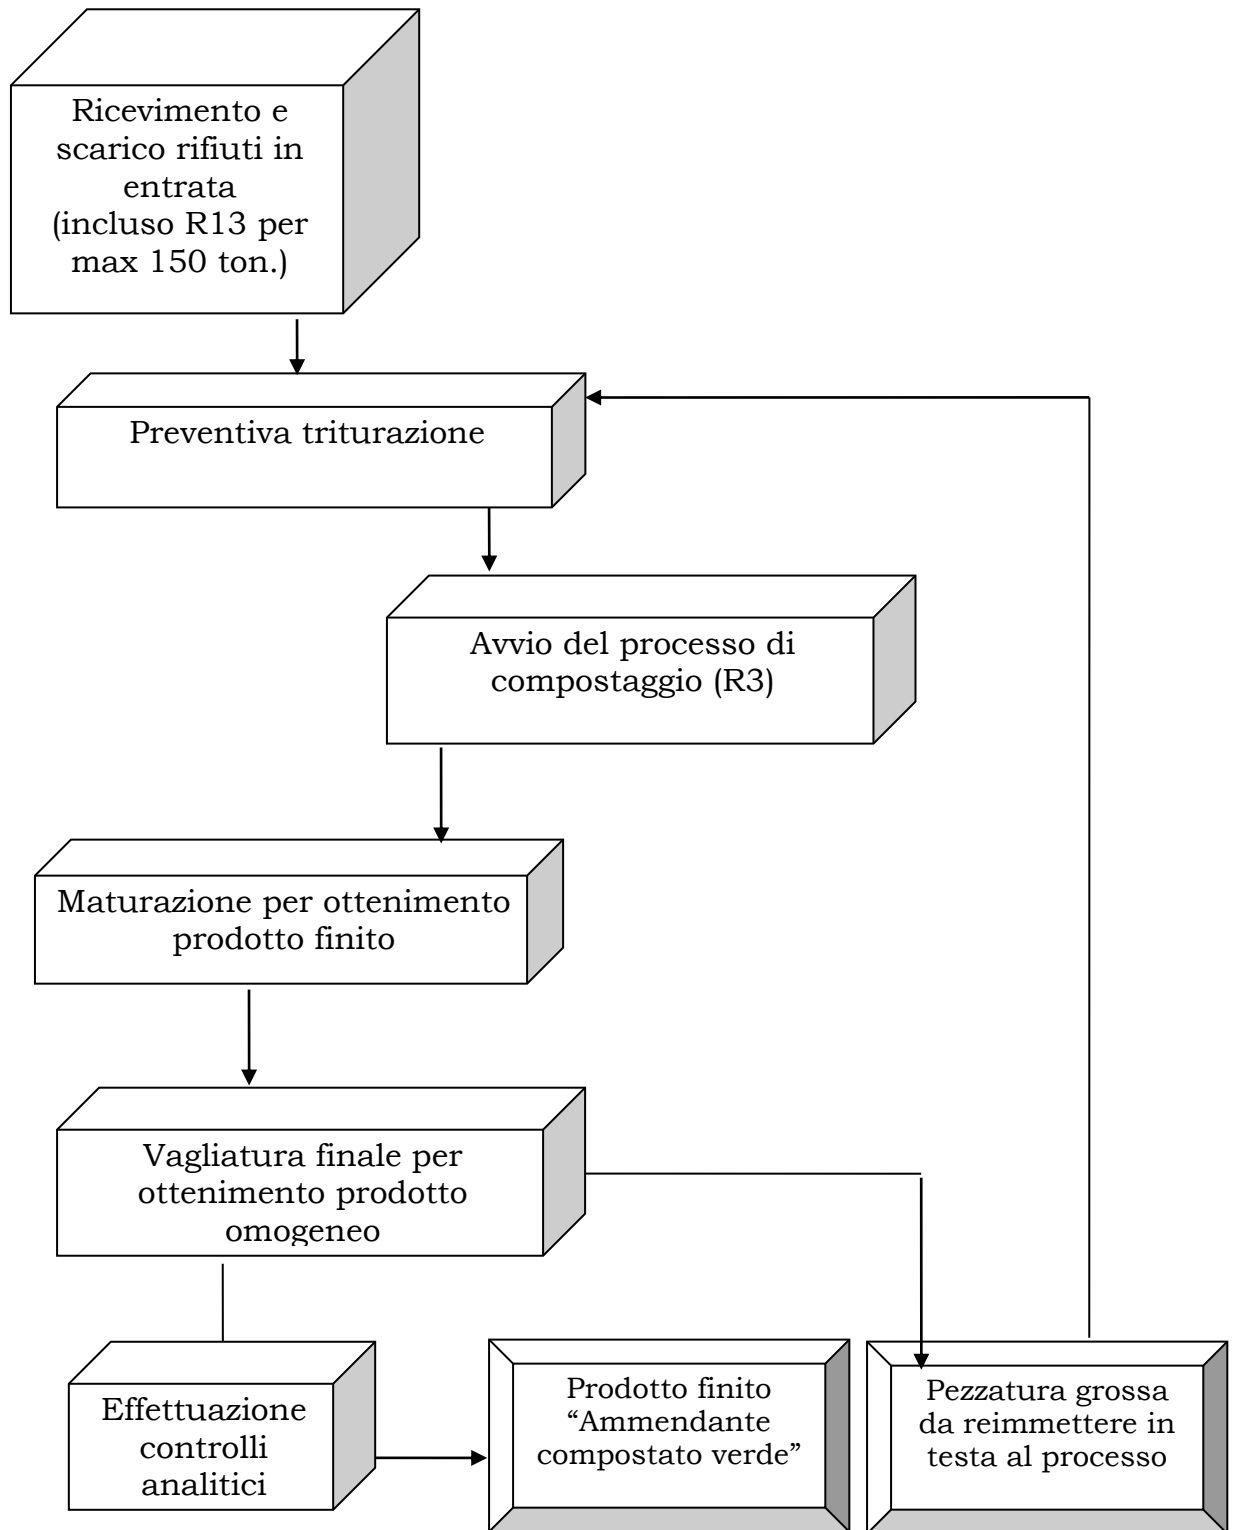 Ricevimento e
scarico rifiuti in
entrata
(incluso R13 per
max 150 ton.)
Preventiva triturazione
Avvio del processo di
compostaggio (R3)
Maturazione per ottenimento
prodotto finito
Vagliatura finale per
ottenimento prodotto
omogeneo
Effettuazione
controlli
analitici
Prodotto finito
“Ammendante
compostato verde”
Pezzatura grossa
da reimmettere in
testa al processo